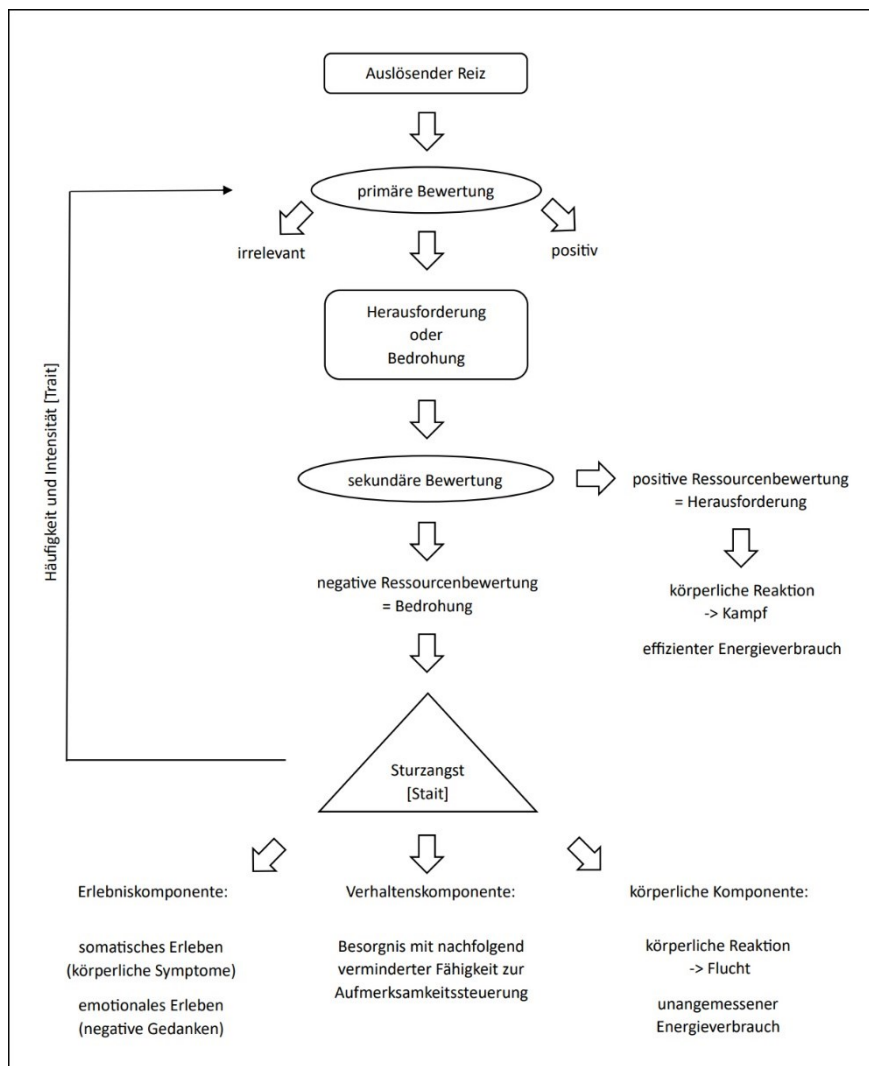 Auslösender Reiz
primäre Bewertung
irrelevant
positiv
Herausforderung
oder
Bedrohung
Häufigkeit und Intensität [Trait]
sekundäre Bewertung
positive Ressourcenbewertung
= Herausforderung
negative Ressourcenbewertung
= Bedrohung
körperliche Reaktion
-> Kampf
effizienter Energieverbrauch
Sturzangst
[Stait]
Erlebniskomponente:
somatisches Erleben
(körperliche Symptome)
emotionales Erleben
(negative Gedanken)
Verhaltenskomponente:
Besorgnis mit nachfolgend
verminderter Fähigkeit zur
Aufmerksamkeitssteuerung
körperliche Komponente:
körperliche Reaktion
-> Flucht
unangemessener
Energieverbrauch